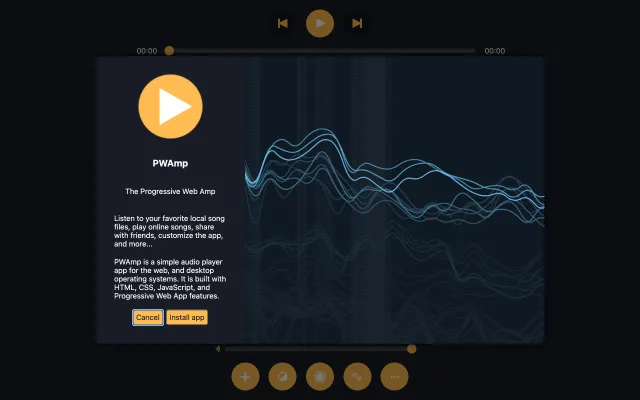 00:00
00:00
PWAmp
The Progressive Web Amp
Listen to your favorite local song
files, play online songs, share
with friends, customize the app,
and more...
PWAmp is a simple audio player
app for the web, and desktop
operating systems. It is built with
HTML, CSS, JavaScript, and
Progressive Web App features.
Cancel
Install app